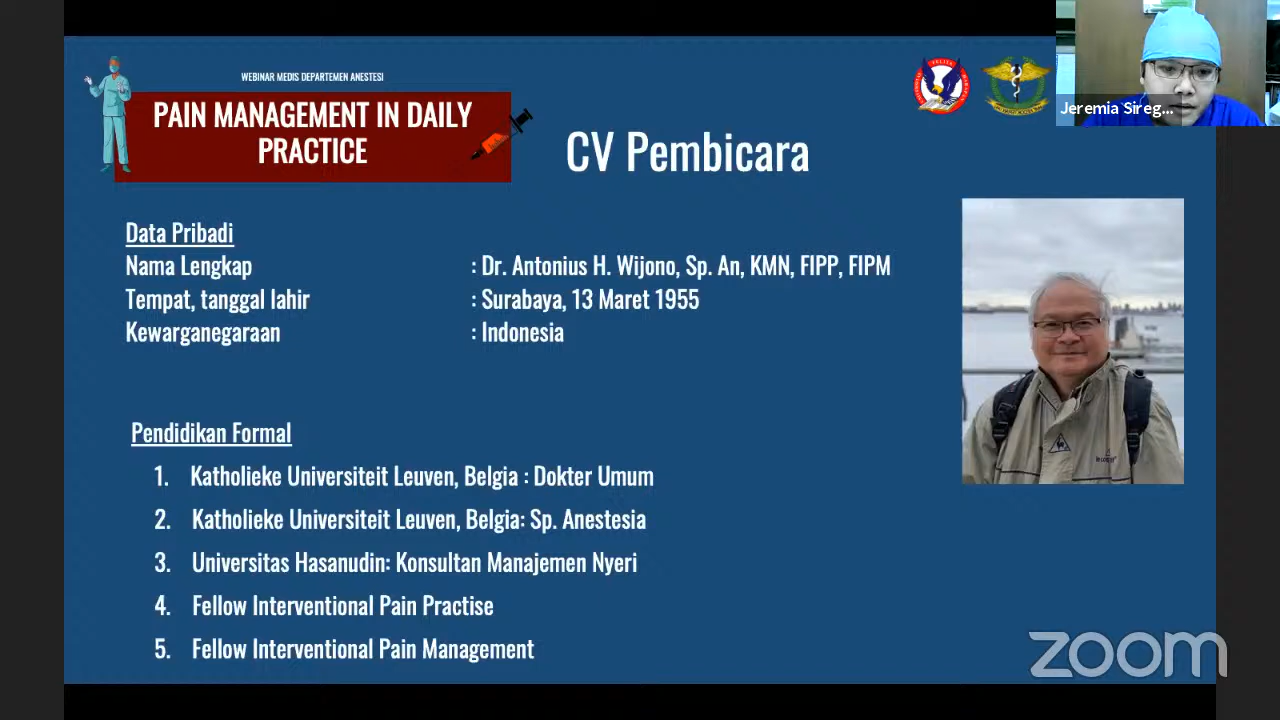 WEBINAR MEDIS DEPARTEMEN ANESTESI
PAIN MANAGEMENT IN DAILY
PRACTICE
CV Pembicara
Jeremia Sireg...
Data Pribadi
Nama Lengkap : Dr. Antonius H. Wijono, Sp. An, KMN, FIPP, FIPM
Tempat, tanggal lahir : Surabaya, 13 Maret 1955
Kewarganegaraan : Indonesia
Pendidikan Formal
1. Katholieke Universiteit Leuven, Belgia : Dokter Umum
2. Katholieke Universiteit Leuven, Belgia: Sp. Anestesia
3. Universitas Hasanudin: Konsultan Manajemen Nyeri
4. Fellow Interventional Pain Practise
5. Fellow Interventional Pain Management
zoom